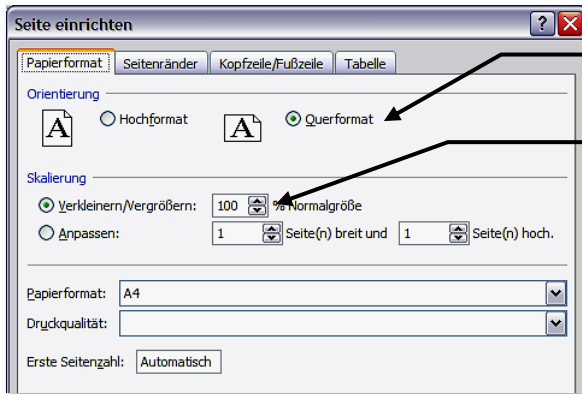 Seite einrichten
Papierformat Seitenränder Kopfzeile/Fußzeile Tabelle
Orientierung
A Hochformat A Querformat
Skalierung
Verkleinern/Vergrößern: 100 % Normalgröße
Anpassen: 1 Seite(n) breit und 1 Seite(n) hoch.
Papierformat: A4
Druckqualität:
Erste Seitenzahl: Automatisch